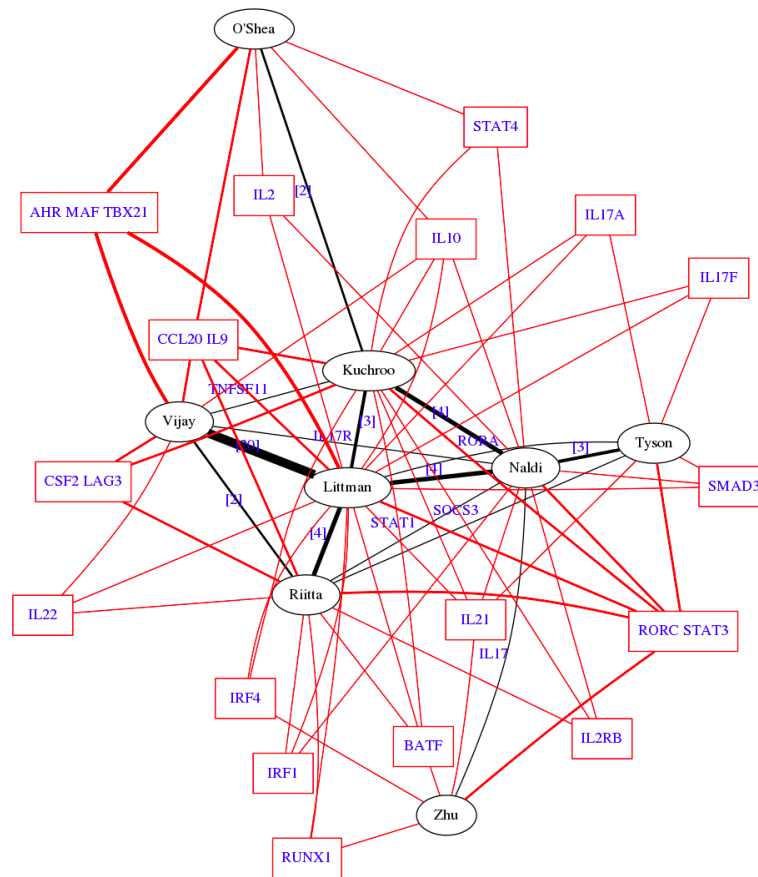 O'Shea
STAT4
IL2
[2]
AHR MAF TBX21
IL17A
IL10
IL17F
CCL20 IL9
Kuchroo
TNFSF11
[4]
Vijay
[3]
IL17R
RORA
Tyson
[20]
[3]
Naldi
[4]
CSF2 LAG3
Littman
SMAD3
[2]
SOCS3
STAT1
[4]
Riitta
IL22
IL21
RORC STAT3
IL17
IRF4
BATF
IL2RB
IRF1
Zhu
RUNX1